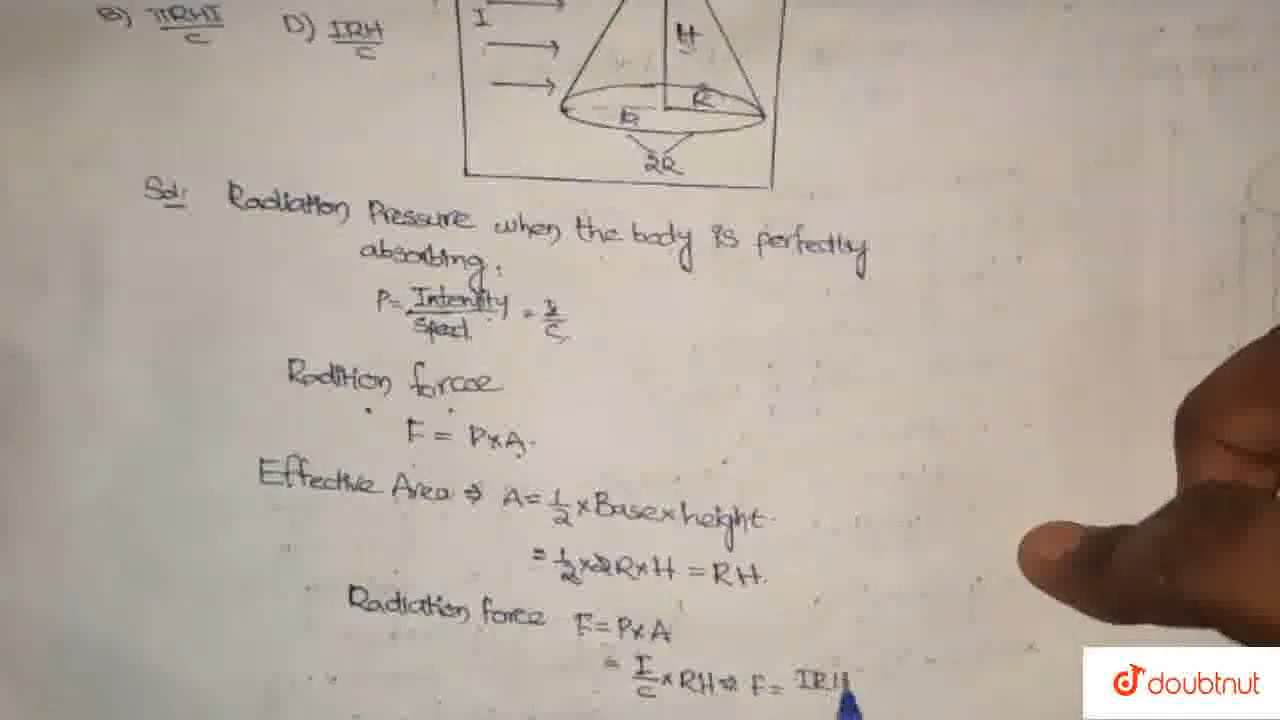 B) πRHI/C D) IRH/C
I
H
R
R
2R
Sol: Radiation Pressure when the body is perfectly
absorbing.
P = Intensity/Speed = I/C
Radition force
F = P×A.
Effective Area ⇒ A = 1/2 × Base × height.
= 1/2 × 2R × H = RH.
Radiation force F = P×A
= I/C × RH ⇒ F = IRH
doubtnut